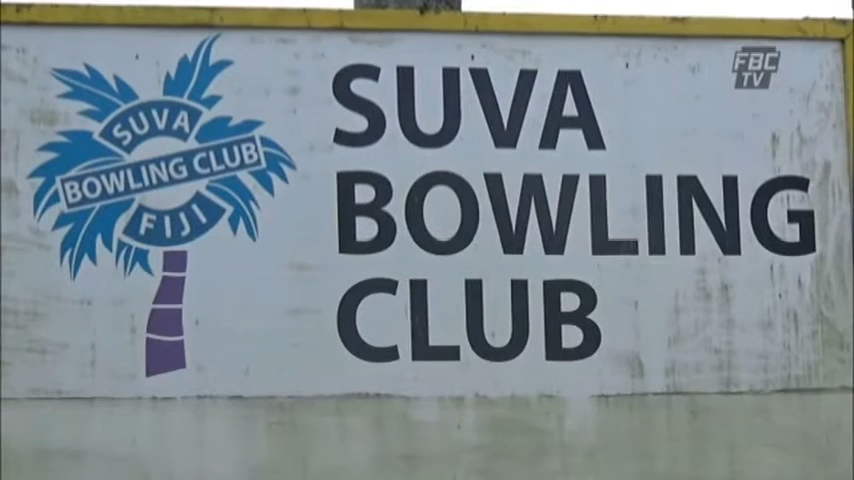 SUVA
BOWLING CLUB
FIJI
SUVA
BOWLING
CLUB
FBC
TV